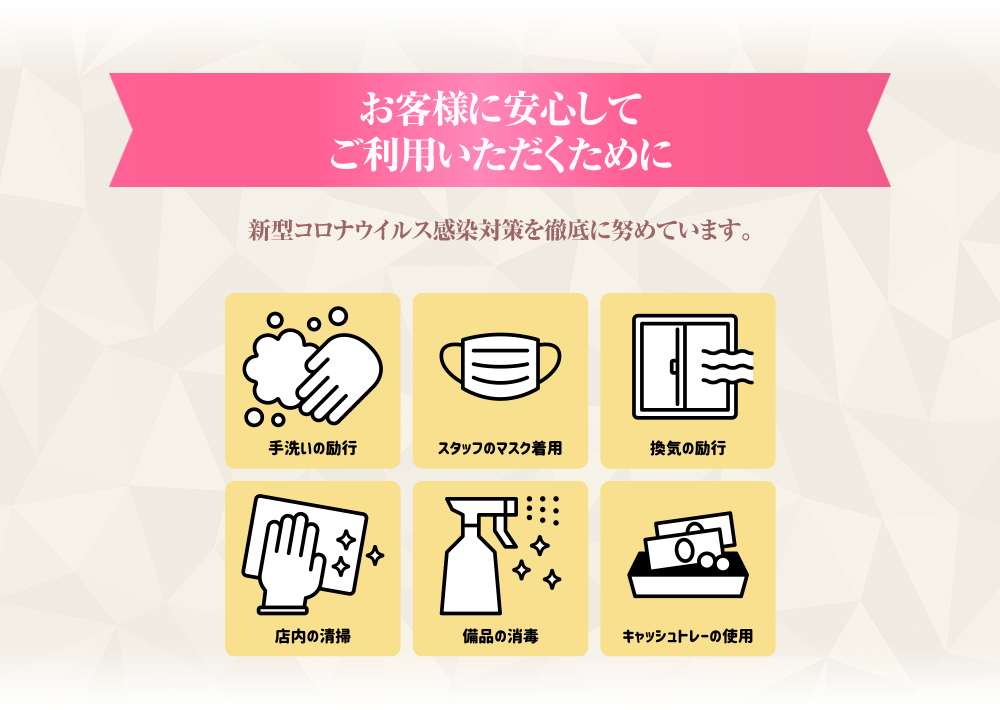 お客様に安心して
ご利用いただくために
新型コロナウイルス感染対策を徹底に努めています。
手洗いの励行
スタッフのマスク着用
換気の励行
店内の清掃
備品の消毒
キャッシュトレーの使用